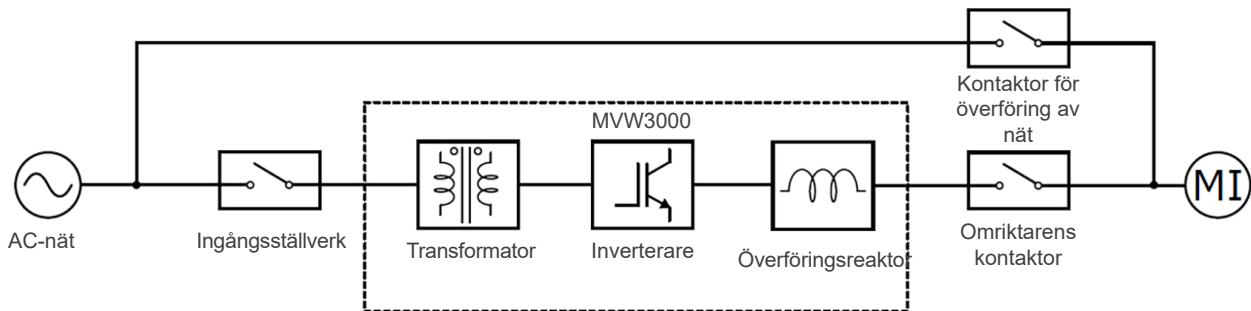 Kontaktor för
överföring av
nät
MVW3000
MI
AC-nät
Ingångsställverk
Transformator
Inverterare
Överföringsreaktor
Omriktarens
kontaktor